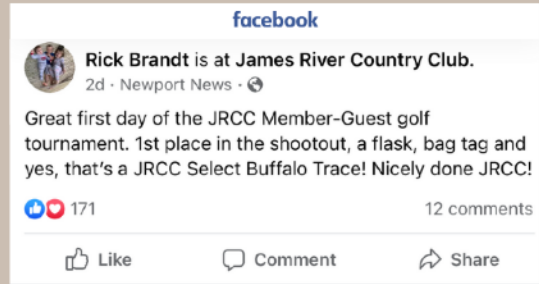 facebook
Rick Brandt is at James River Country Club.
2d · Newport News ·
Great first day of the JRCC Member-Guest golf
tournament. 1st place in the shootout, a flask, bag tag and
yes, that's a JRCC Select Buffalo Trace! Nicely done JRCC!
171 12 comments
Like Comment Share